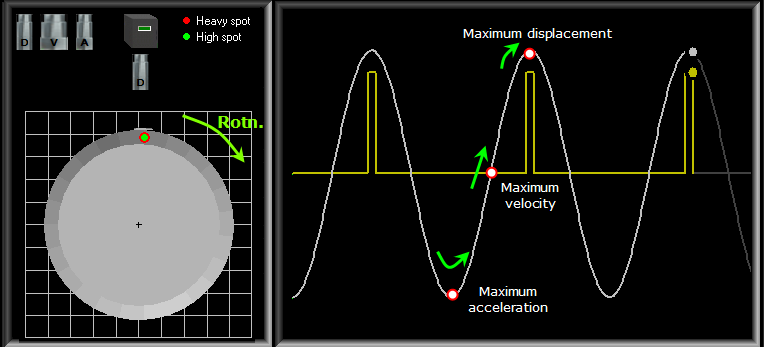 D V A
D
Heavy spot
High spot
Rotn.
Maximum displacement
Maximum
velocity
Maximum
acceleration